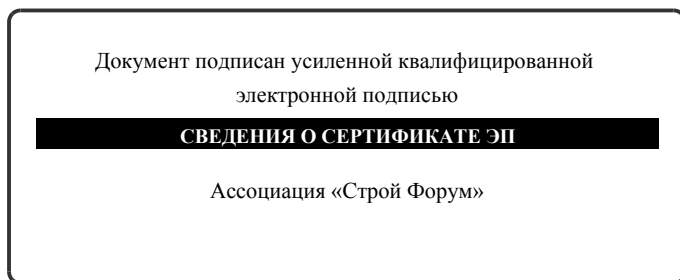 Документ подписан усиленной квалифицированной
электронной подписью
СВЕДЕНИЯ О СЕРТИФИКАТЕ ЭП
Ассоциация «Строй Форум»